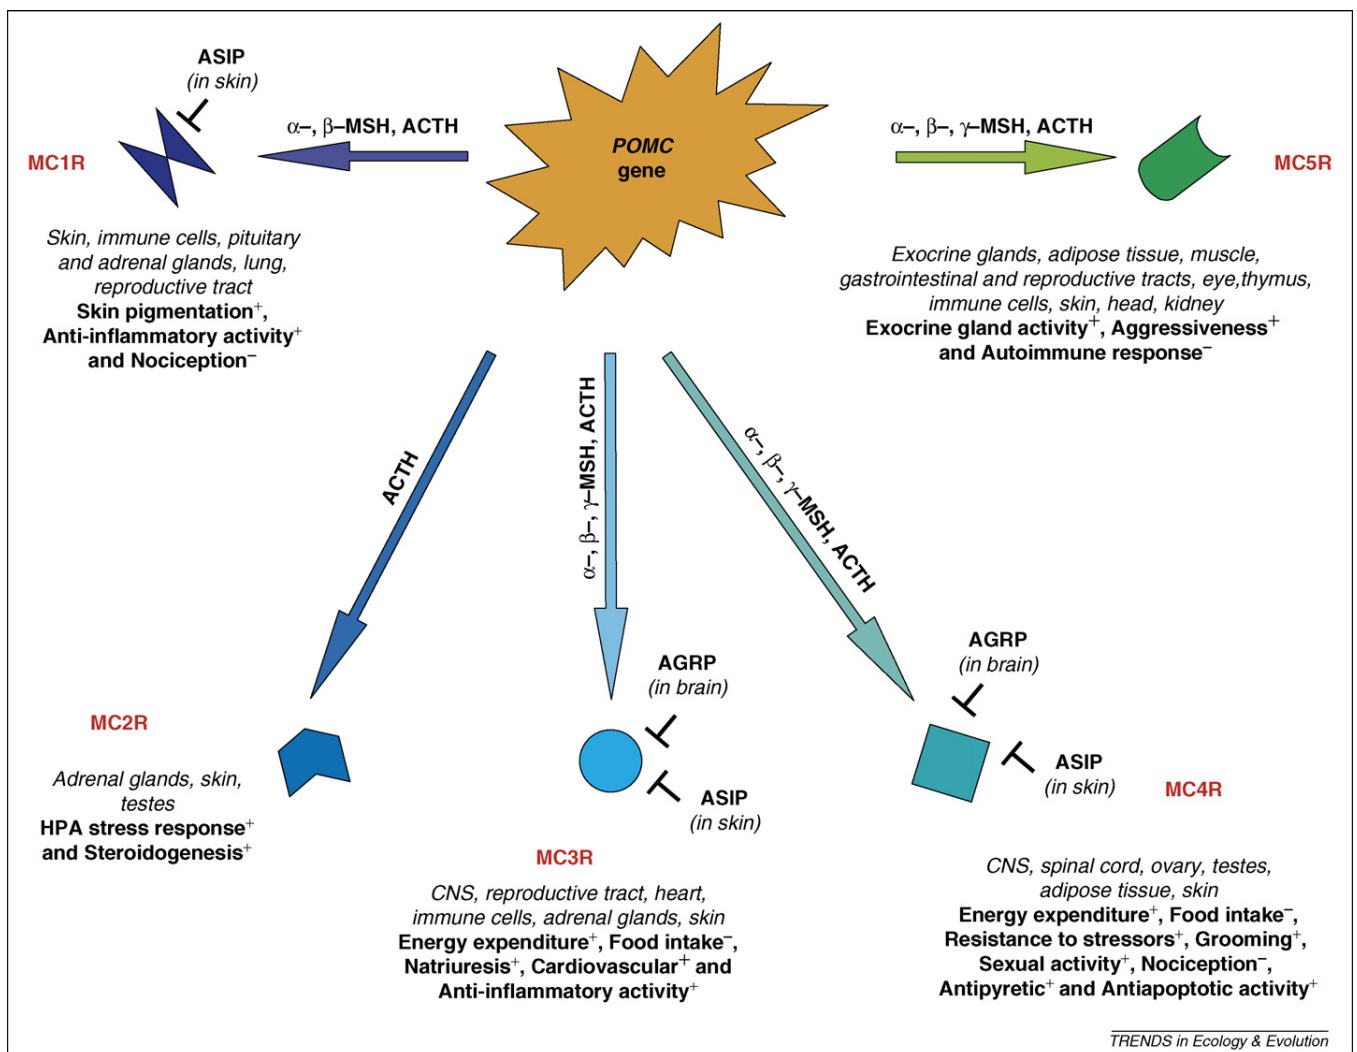 ASIP
(in skin)
α–, β–MSH, ACTH
MC1R
Skin, immune cells, pituitary
and adrenal glands, lung,
reproductive tract
Skin pigmentation⁺,
Anti-inflammatory activity⁺
and Nociception⁻
POMC
gene
α–, β–, γ–MSH, ACTH
MC5R
Exocrine glands, adipose tissue, muscle,
gastrointestinal and reproductive tracts, eye,thymus,
immune cells, skin, head, kidney
Exocrine gland activity⁺, Aggressiveness⁺
and Autoimmune response⁻
ACTH
α–, β–, γ–MSH, ACTH
α–, β–, γ–MSH, ACTH
MC2R
Adrenal glands, skin,
testes
HPA stress response⁺
and Steroidogenesis⁺
AGRP
(in brain)
ASIP
(in skin)
MC3R
CNS, reproductive tract, heart,
immune cells, adrenal glands, skin
Energy expenditure⁺, Food intake⁻,
Natriuresis⁺, Cardiovascular⁺ and
Anti-inflammatory activity⁺
AGRP
(in brain)
ASIP
(in skin)
MC4R
CNS, spinal cord, ovary, testes,
adipose tissue, skin
Energy expenditure⁺, Food intake⁻,
Resistance to stressors⁺, Grooming⁺,
Sexual activity⁺, Nociception⁻,
Antipyretic⁺ and Antiapoptotic activity⁺
TRENDS in Ecology & Evolution